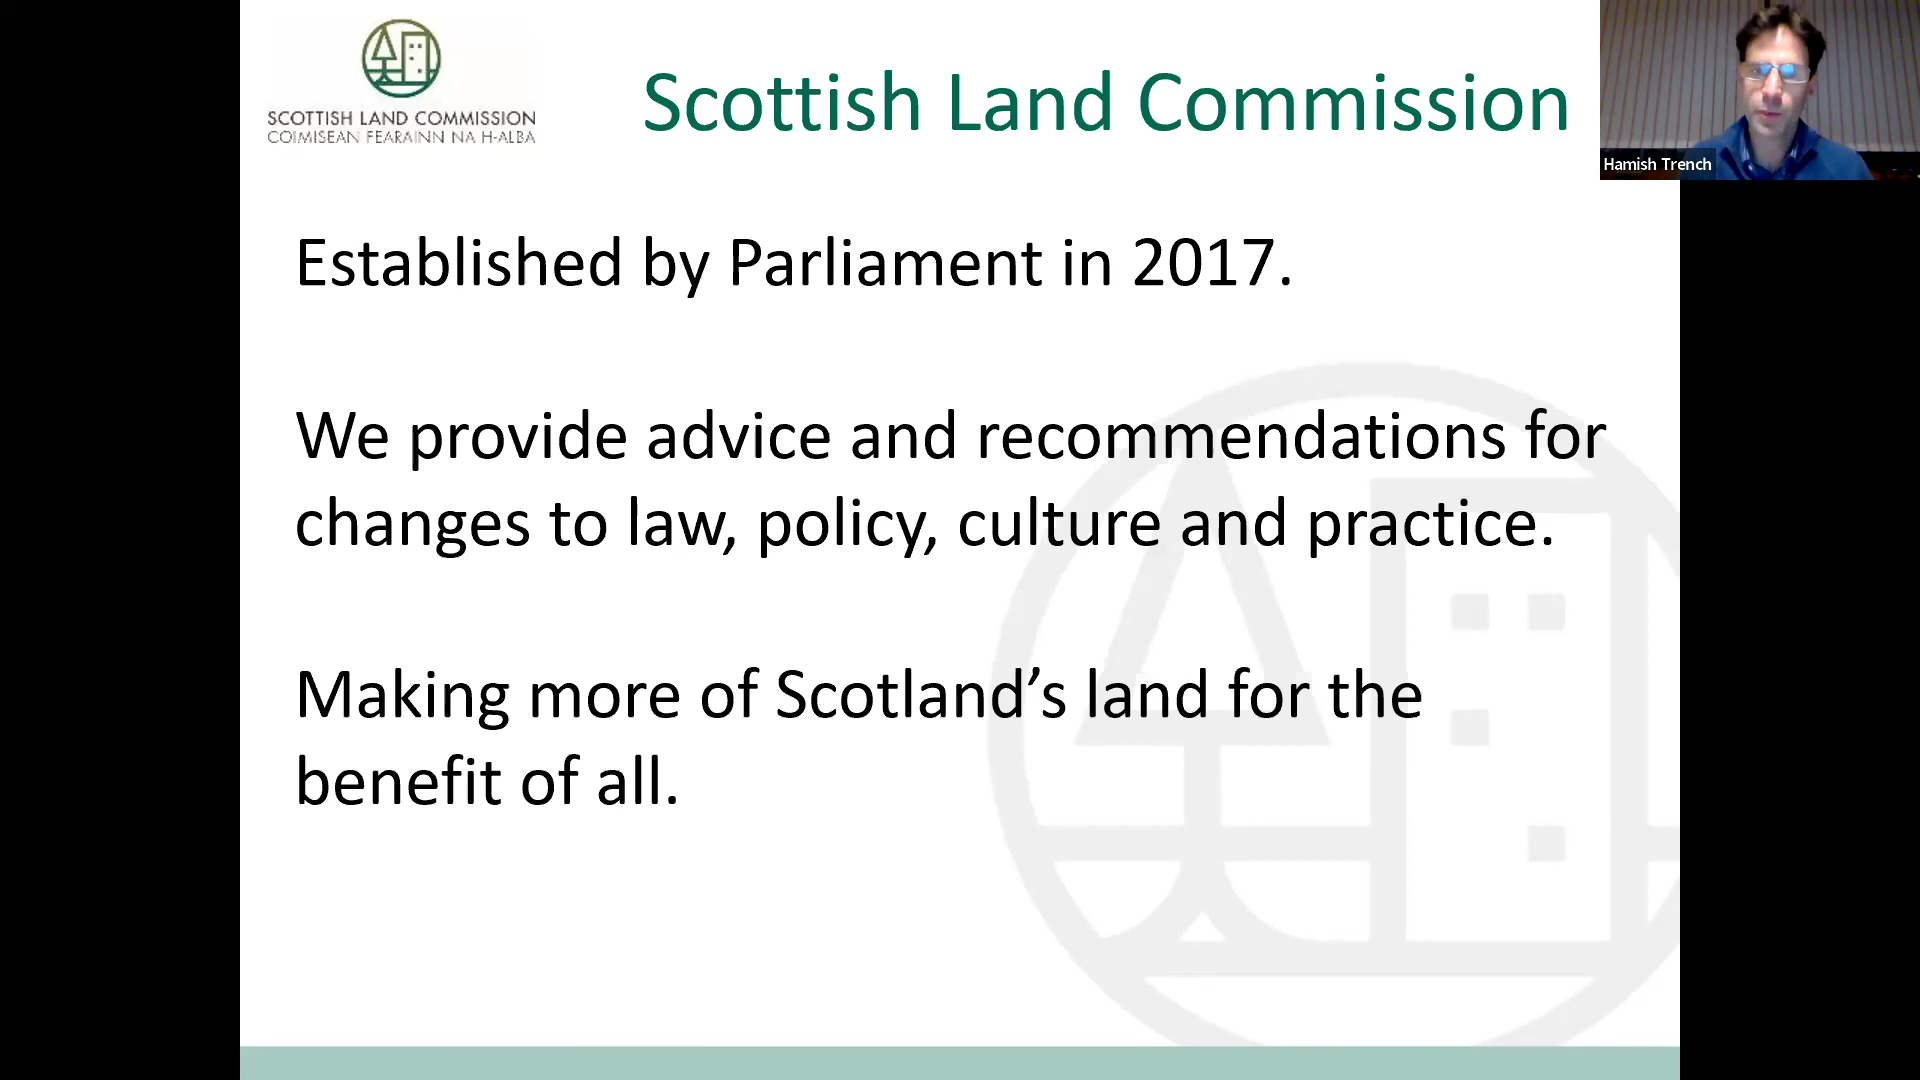 SCOTTISH LAND COMMISSION
COIMISEAN FEARAINN NA H-ALBA
Scottish Land Commission
Hamish Trench
Established by Parliament in 2017.
We provide advice and recommendations for
changes to law, policy, culture and practice.
Making more of Scotland’s land for the
benefit of all.